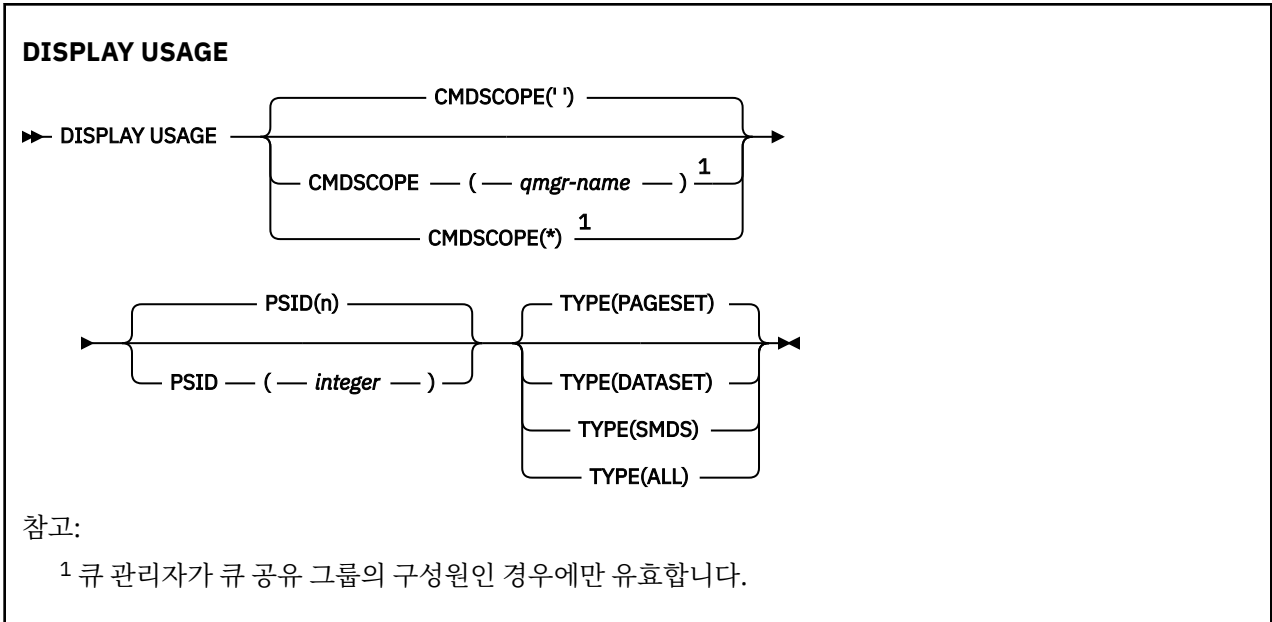 DISPLAY USAGE
CMDSCOPE(' ')
DISPLAY USAGE
CMDSCOPE ( qmgr-name ) 1
CMDSCOPE(*) 1
PSID(n)
PSID ( integer )
TYPE(PAGESET)
TYPE(DATASET)
TYPE(SMDS)
TYPE(ALL)
참고:
1 큐 관리자가 큐 공유 그룹의 구성원인 경우에만 유효합니다.